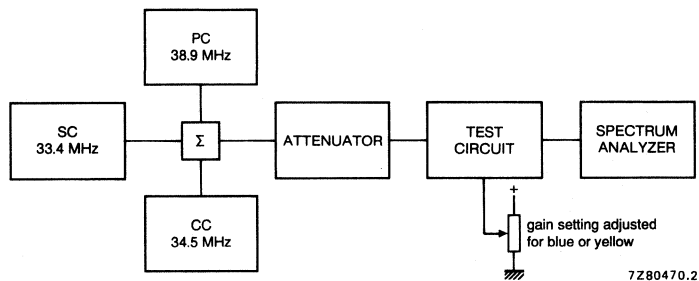 PC
38.9 MHz
SC
33.4 MHz
Σ
ATTENUATOR
TEST
CIRCUIT
SPECTRUM
ANALYZER
CC
34.5 MHz
+
gain setting adjusted
for blue or yellow
7Z80470.2